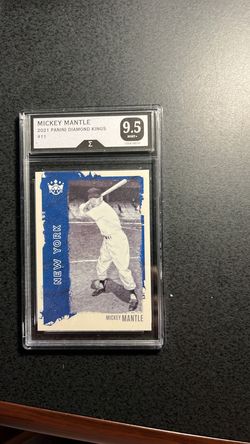 MICKEY MANTLE
2021 PANINI DIAMOND KINGS
#11
9.5
MINT+
Σ
NEW YORK
MICKEY MANTLE